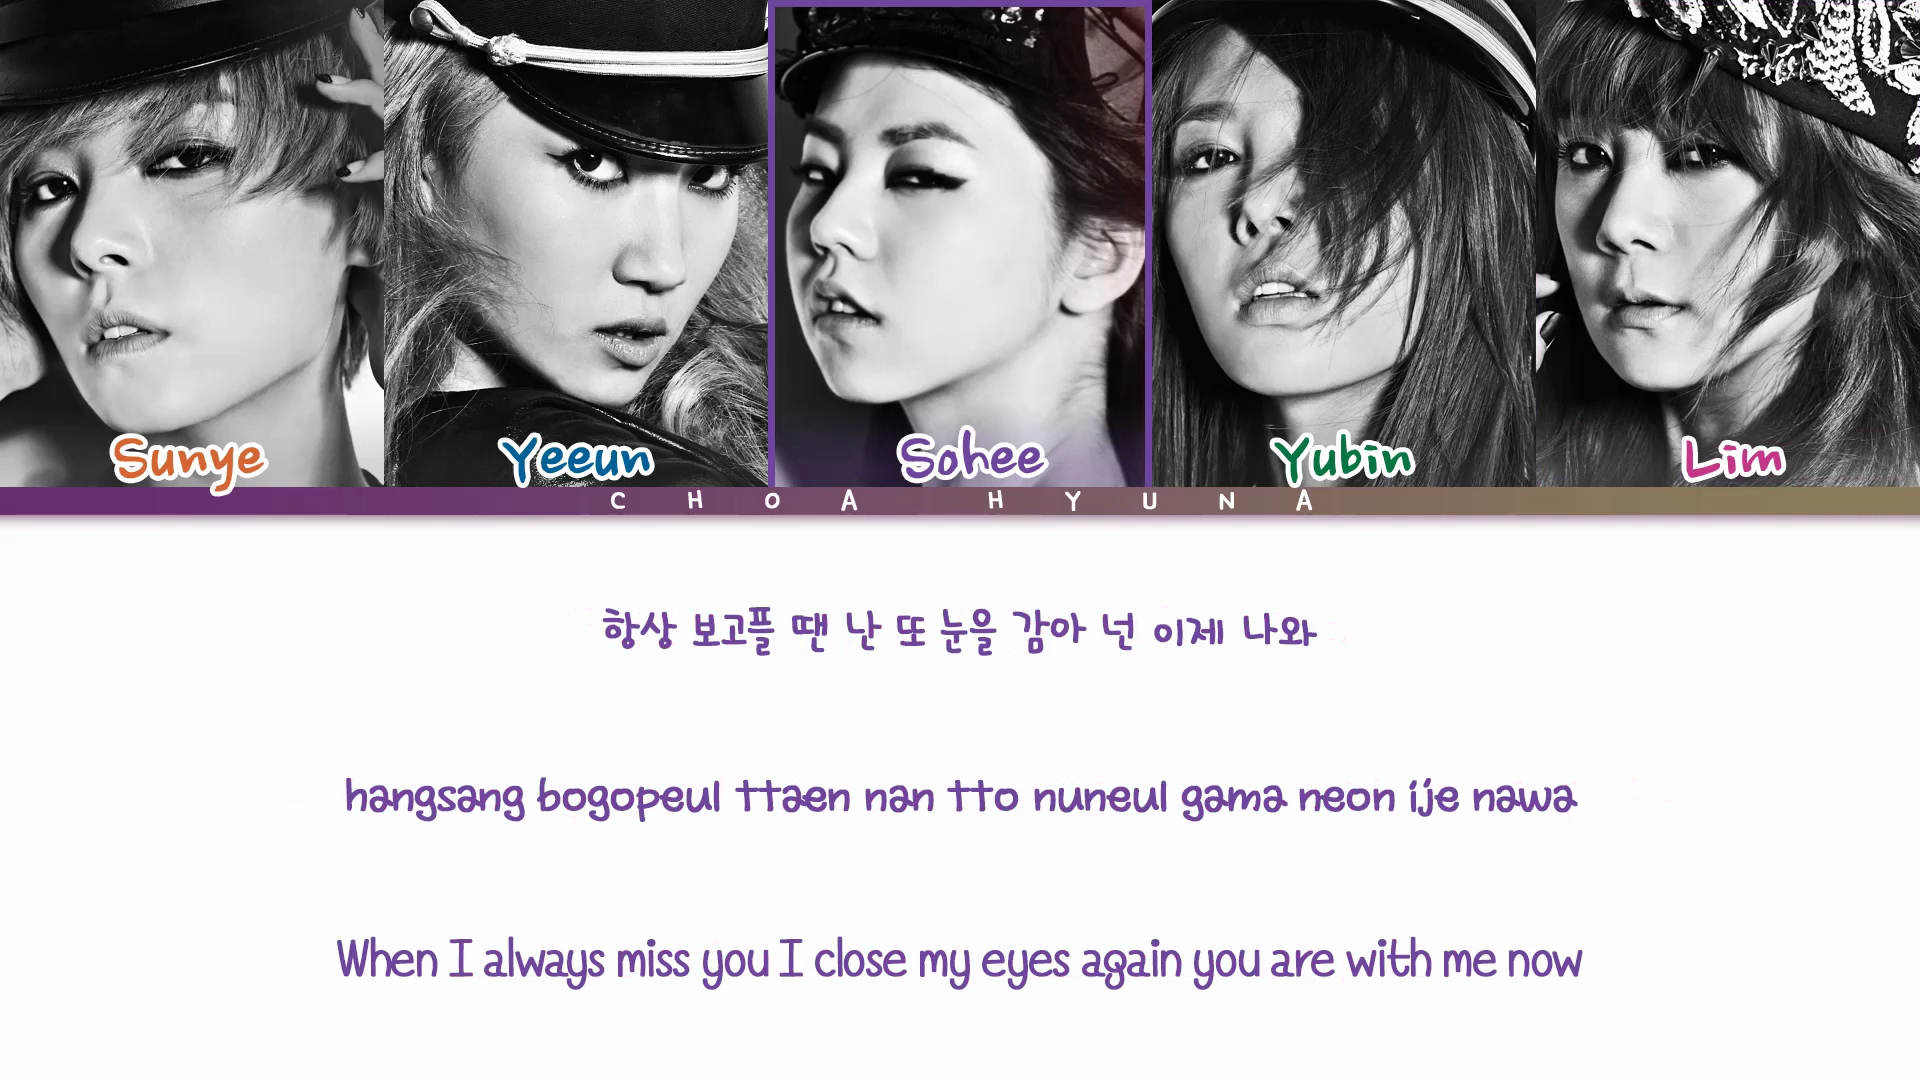 Sunye Yeeun Sohee Yubin Lim
CHOA HYUNA
항상 보고플 땐 난 또 눈을 감아 넌 이제 나와
hangsang bogopeul ttaen nan tto nuneul gama neon ije nawa
When I always miss you I close my eyes again you are with me now